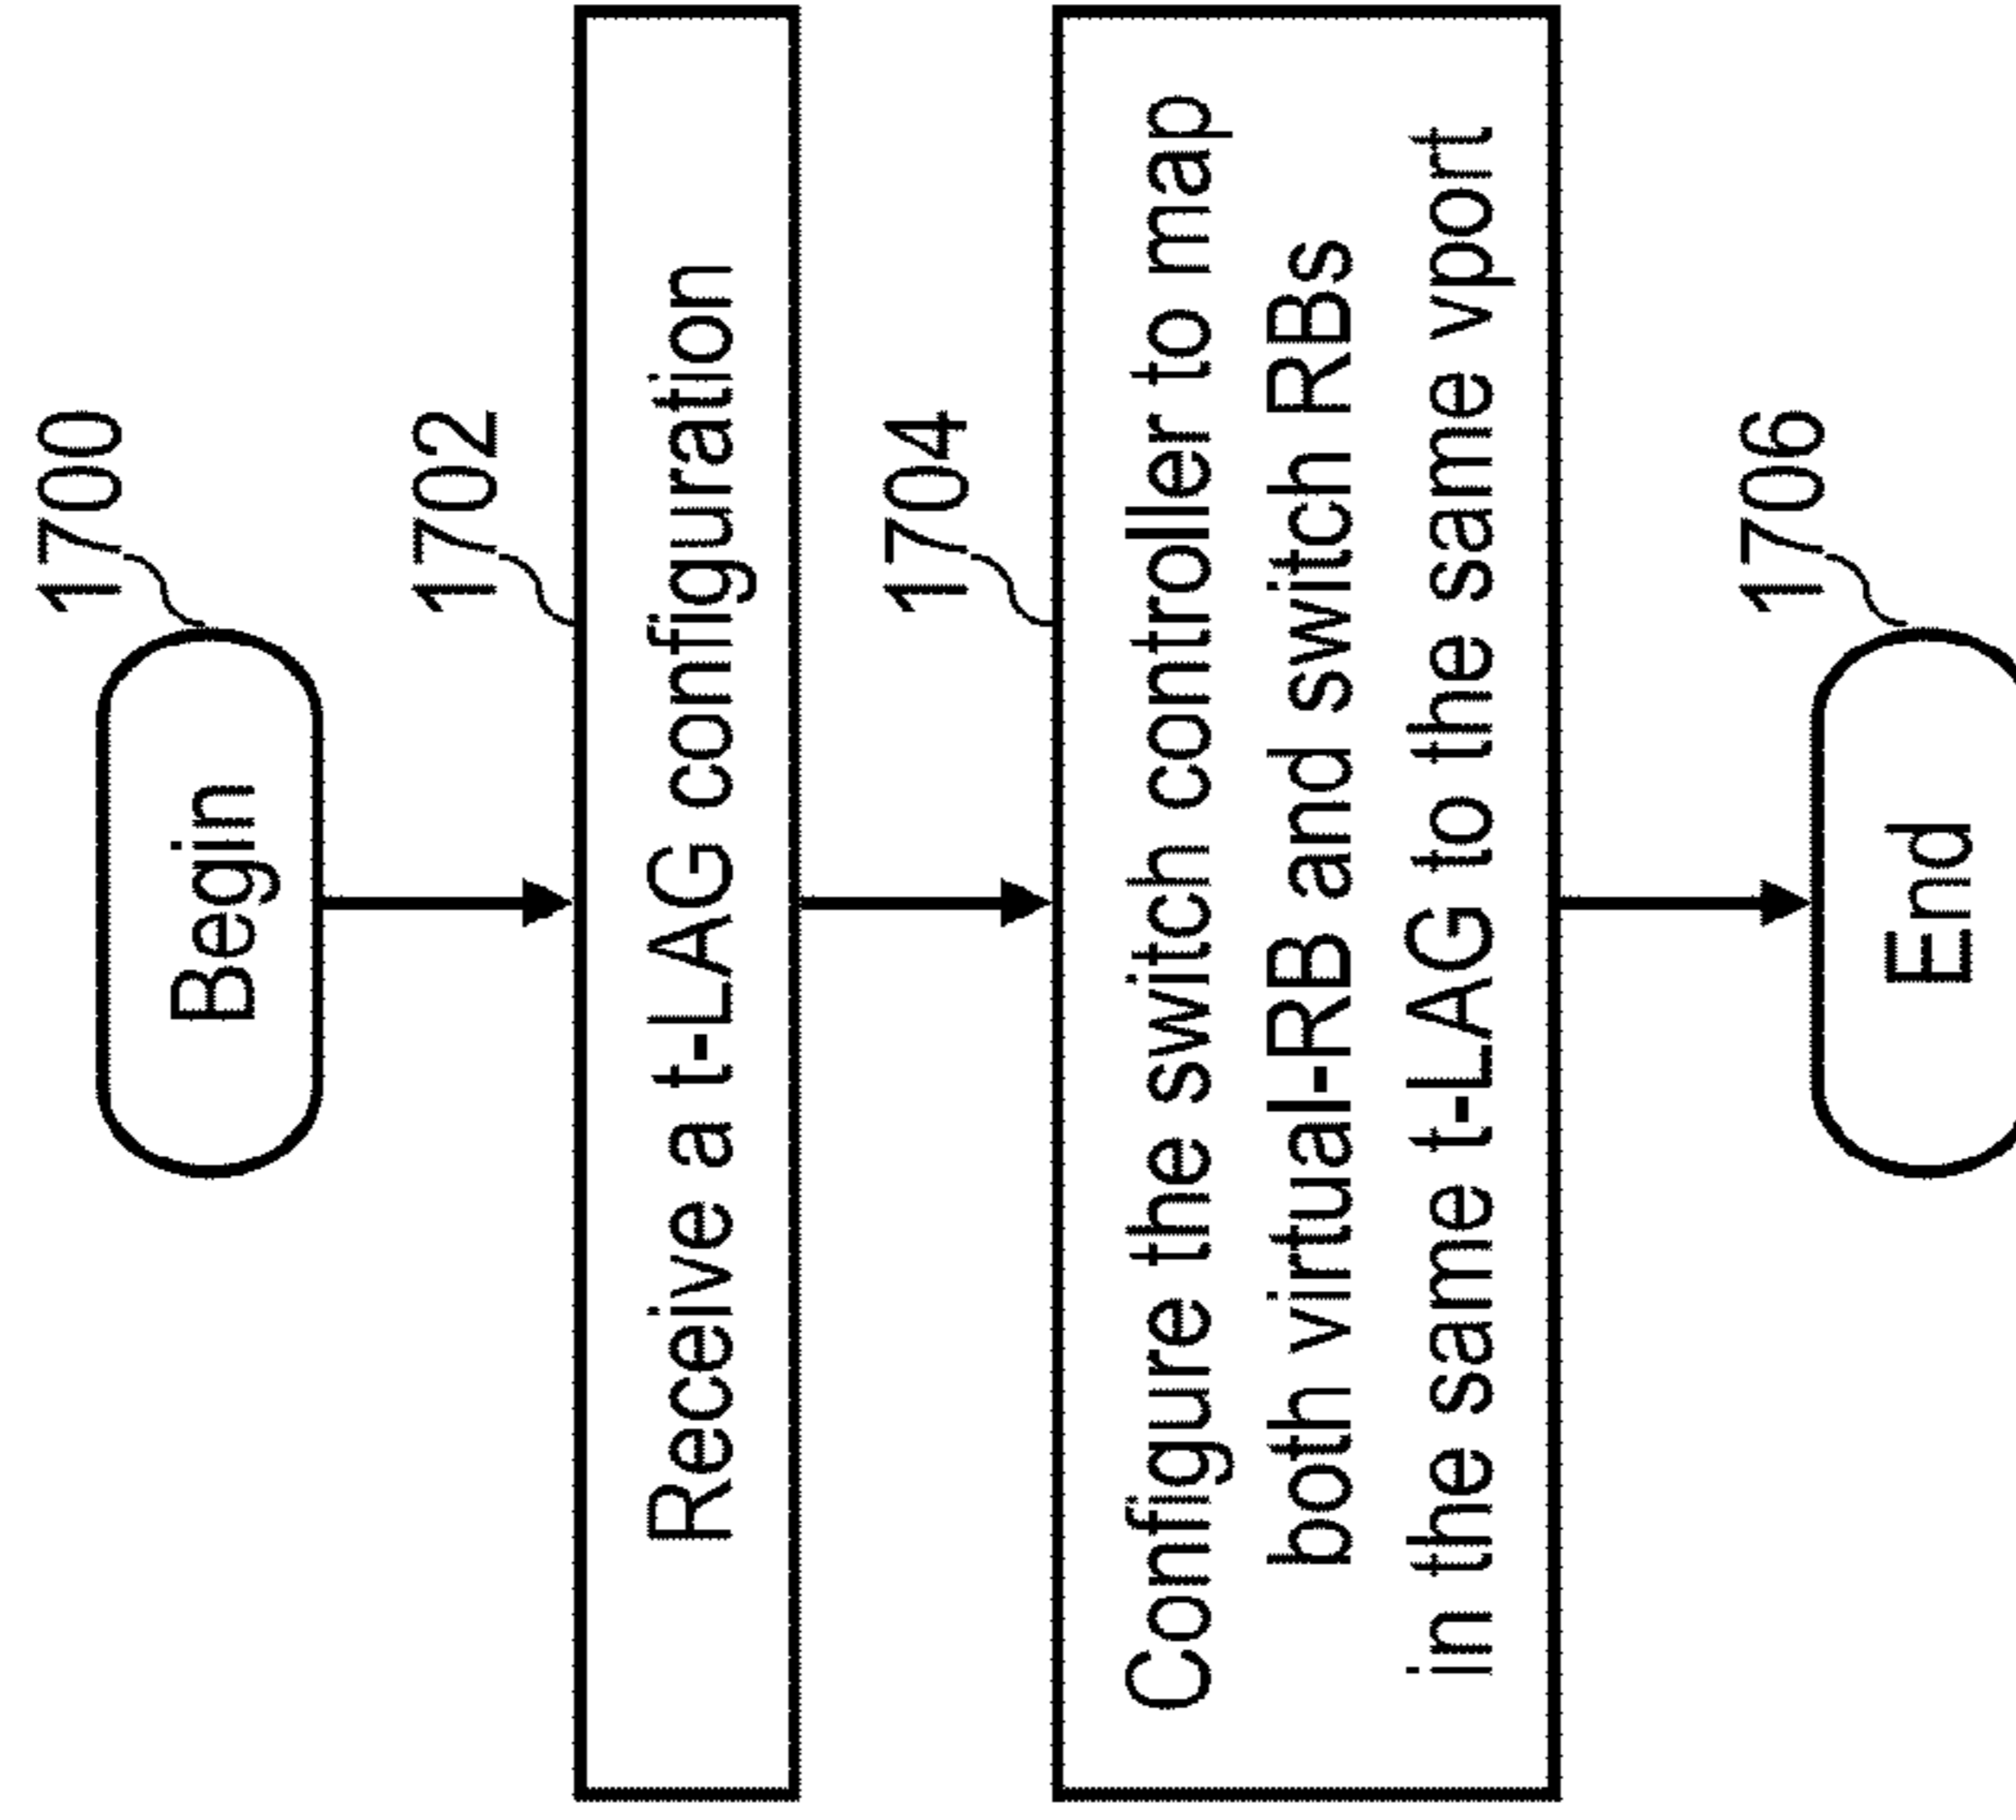 1700
Begin
1702
Receive a t-LAG configuration
1704
Configure the switch controller to map
both virtual-RB and switch RBs
in the same t-LAG to the same vport
1706
End